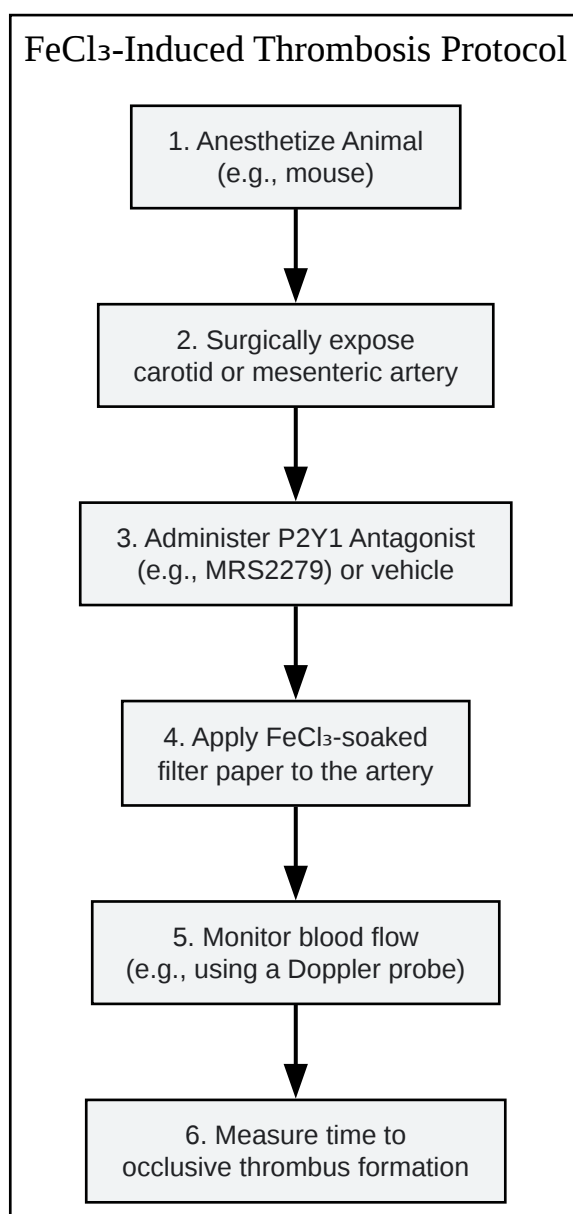 FeCl₃-Induced Thrombosis Protocol
1. Anesthetize Animal
(e.g., mouse)
2. Surgically expose
carotid or mesenteric artery
3. Administer P2Y1 Antagonist
(e.g., MRS2279) or vehicle
4. Apply FeCl₃-soaked
filter paper to the artery
5. Monitor blood flow
(e.g., using a Doppler probe)
6. Measure time to
occlusive thrombus formation